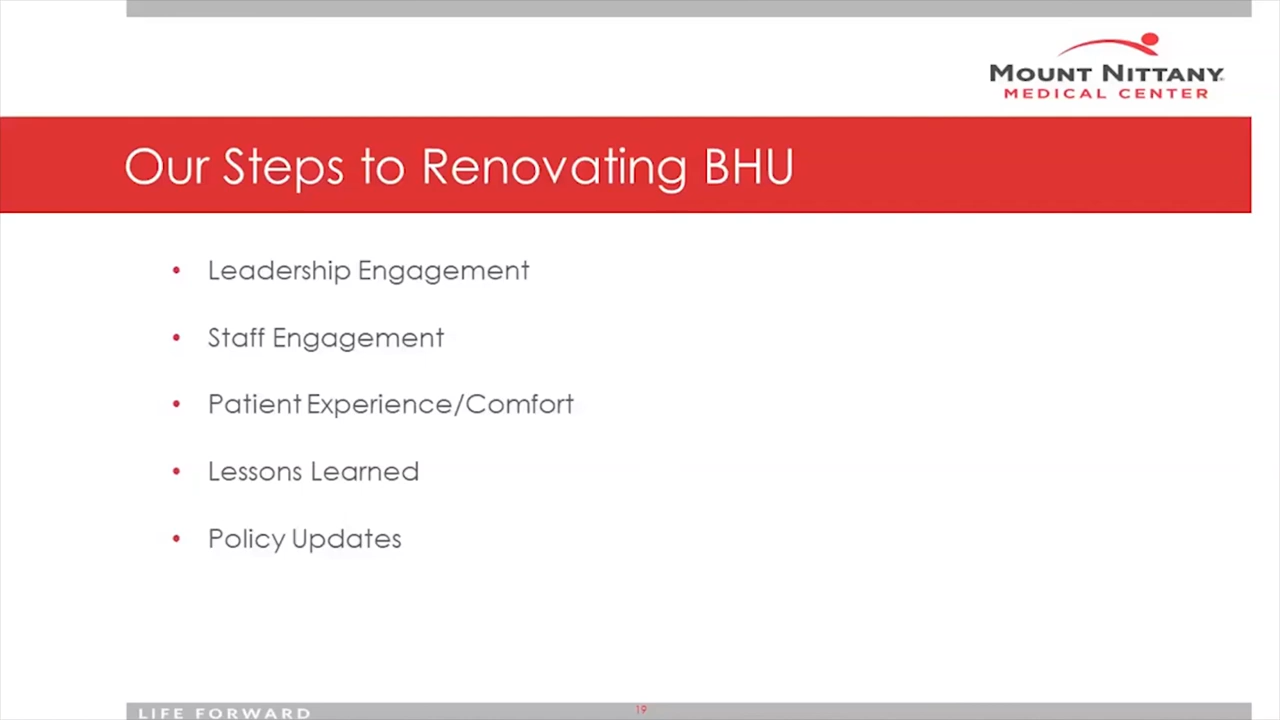 MOUNT NITTANY
MEDICAL CENTER
Our Steps to Renovating BHU
• Leadership Engagement
• Staff Engagement
• Patient Experience/Comfort
• Lessons Learned
• Policy Updates
LIFE FORWARD
19